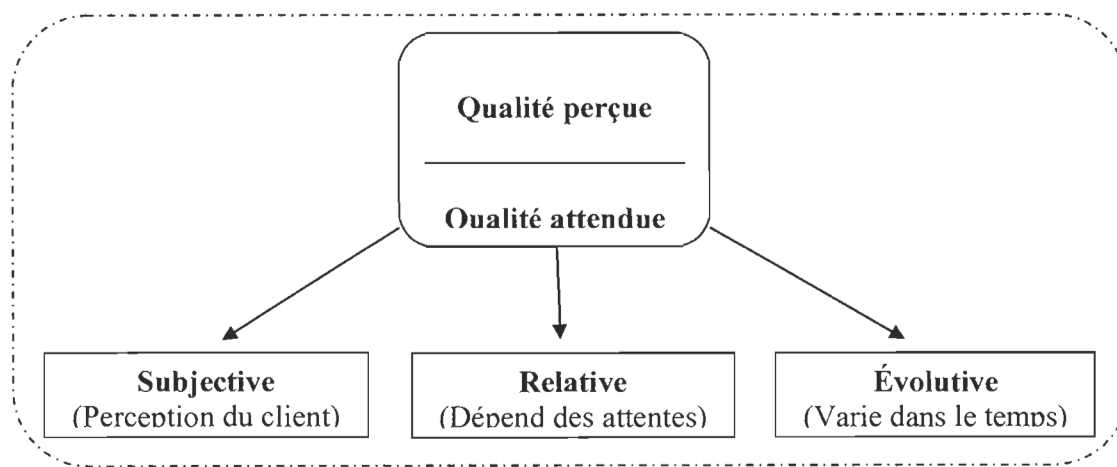 Qualité perçue
Qualité attendue
Subjective
(Perception du client)
Relative
(Dépend des attentes)
Évolutive
(Varie dans le temps)